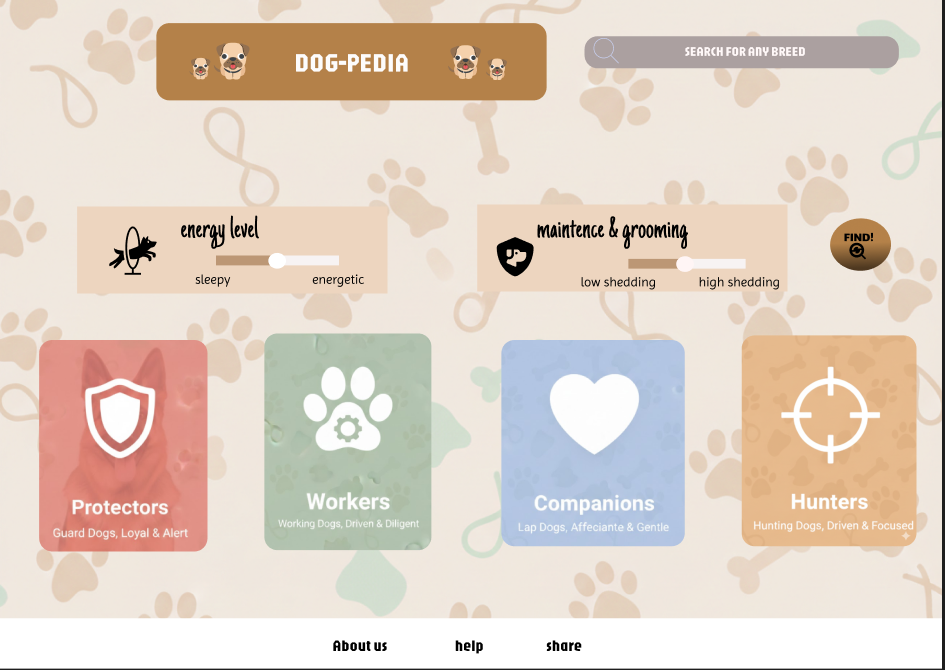 DOG-PEDIA
SEARCH FOR ANY BREED
energy level
sleepy energetic
maintence & grooming
low shedding high shedding
FIND!
Protectors
Guard Dogs, Loyal & Alert
Workers
Working Dogs, Driven & Diligent
Companions
Lap Dogs, Affeciante & Gentle
Hunters
Hunting Dogs, Driven & Focused
About us help share